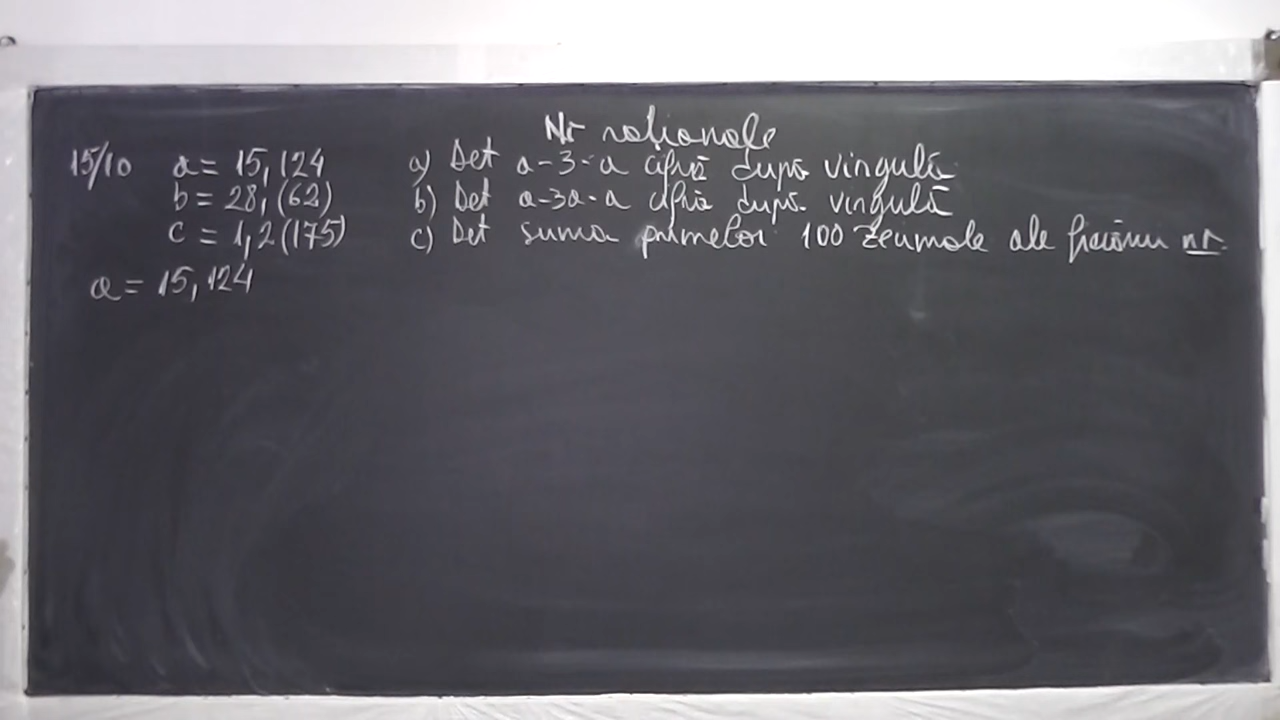 Nr raționale
15/10 a = 15,124 a) Det a-3-a cifră după virgulă
b = 28,(62) b) Det a-30-a cifră după virgulă
c = 1,2(175) c) Det suma primelor 100 zecimale ale fiecărui nr.
a = 15,124